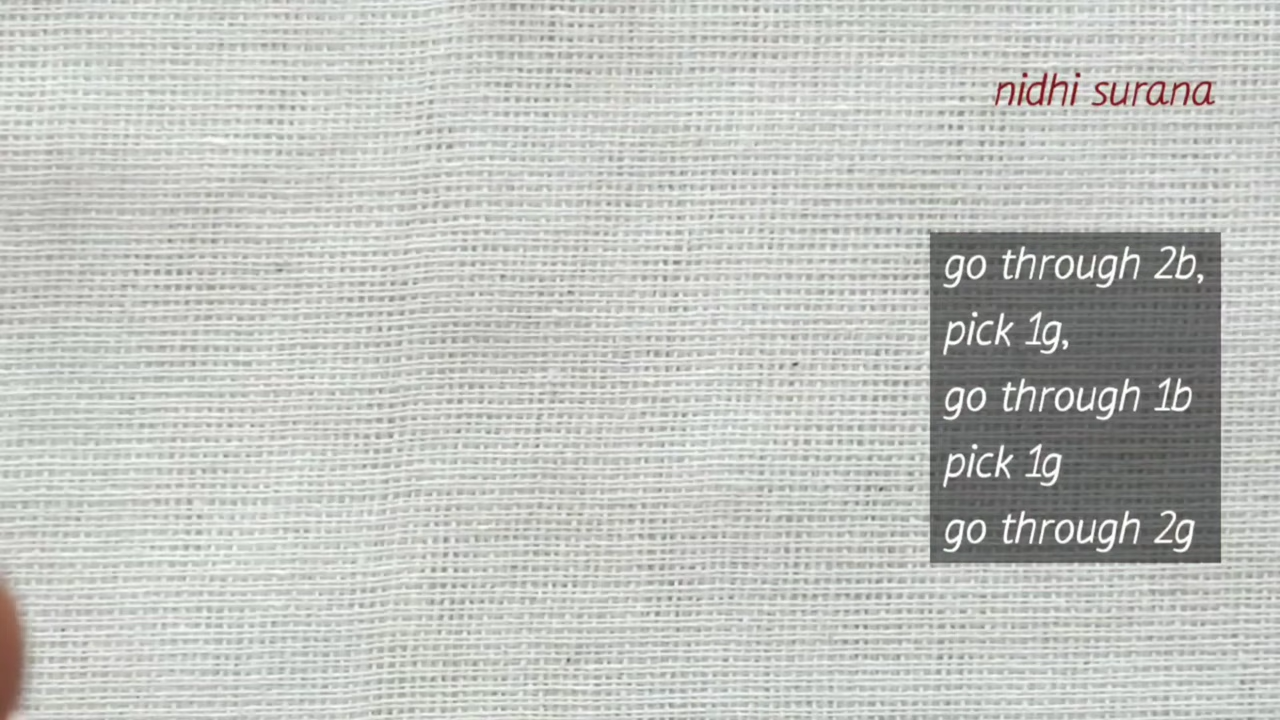 nidhi surana
go through 2b,
pick 1g,
go through 1b
pick 1g
go through 2g